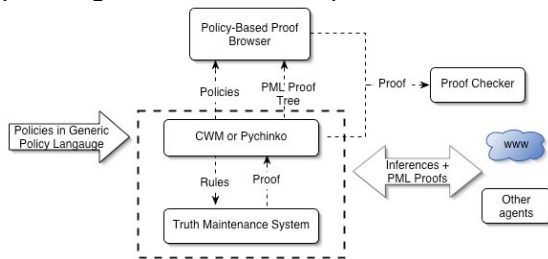 Policy-Based Proof
Browser
Policies
PML Proof
Tree
Proof
Proof Checker
Policies in Generic
Policy Langauge
CWM or Pychinko
Rules
Proof
Truth Maintenance System
Inferences +
PML Proofs
www
Other
agents